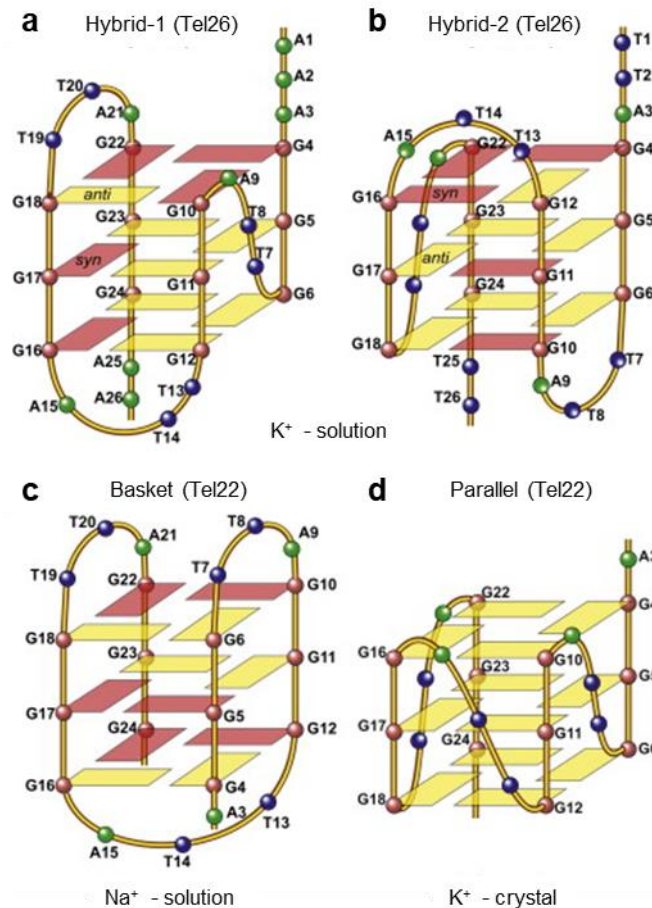 a Hybrid-1 (Tel26)
A1
A2
A3
T20
A21
T19
G22
G4
anti
A9
G18
G10
G23
T8
G5
syn
T7
G17
G11
G24
G6
G16
G12
A25
T13
A15
A26
T14
b Hybrid-2 (Tel26)
T1
T2
A3
T14
A15
T13
G22
G4
syn
G16
G12
G23
G5
anti
G17
G11
G24
G6
G18
G10
T25
T7
A9
T26
T8
K+ - solution
c Basket (Tel22)
T20
T8
A21
A9
T19
T7
G22
G10
G18
G6
G23
G11
G17
G5
G24
G12
G16
G4
A3
T13
A15
T14
Na+ - solution
d Parallel (Tel22)
A3
G22
G4
G16
G10
G23
G5
G17
G11
G24
G6
G18
G12
K+ - crystal